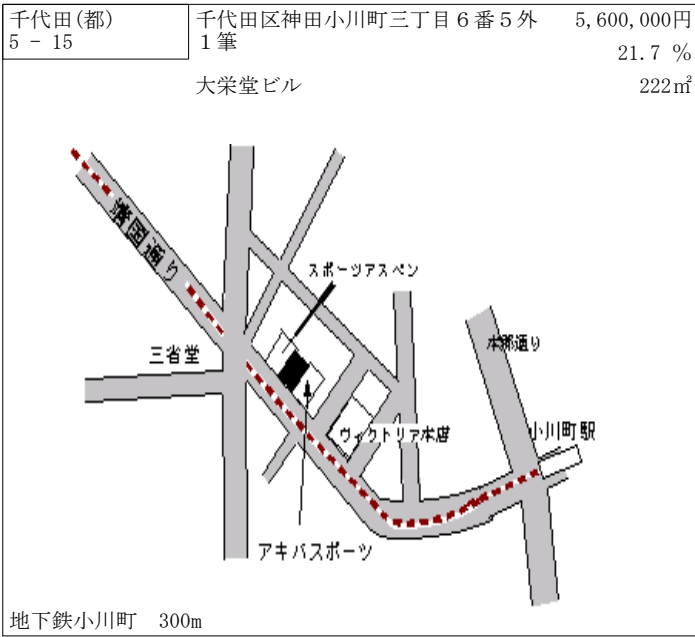 千代田(都)
5 - 15
千代田区神田小川町三丁目６番５外
１筆
5,600,000円
21.7 %
大栄堂ビル
222㎡
靖国通り
スポーツアスペン
三省堂
本郷通り
ヴィクトリア本店
小川町駅
アキバスポーツ
地下鉄小川町　300m